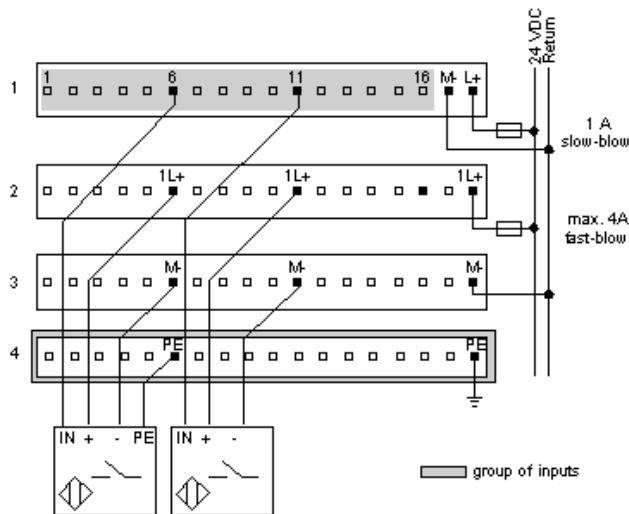 24 VDC
Return
1 6 11 16 M- L+
1
1 A
slow-blow
1L+ 1L+ 1L+
2
max. 4A
fast-blow
M- M- M-
3
PE PE
4
IN + - PE IN + -
group of inputs